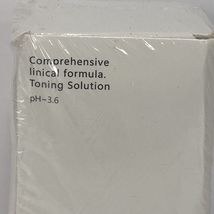 Comprehensive
linical formula.
Toning Solution
pH~3.6